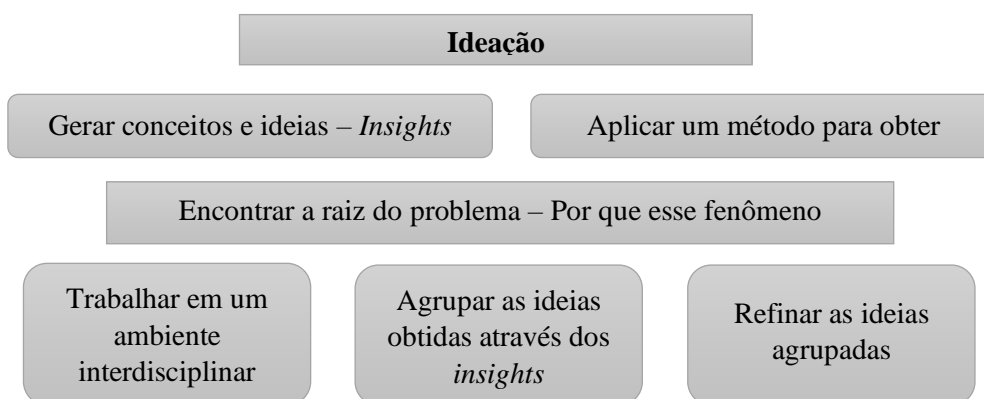 Ideação
Gerar conceitos e ideias – Insights
Aplicar um método para obter
Encontrar a raiz do problema – Por que esse fenômeno
Trabalhar em um
ambiente
interdisciplinar
Agrupar as ideias
obtidas através dos
insights
Refinar as ideias
agrupadas